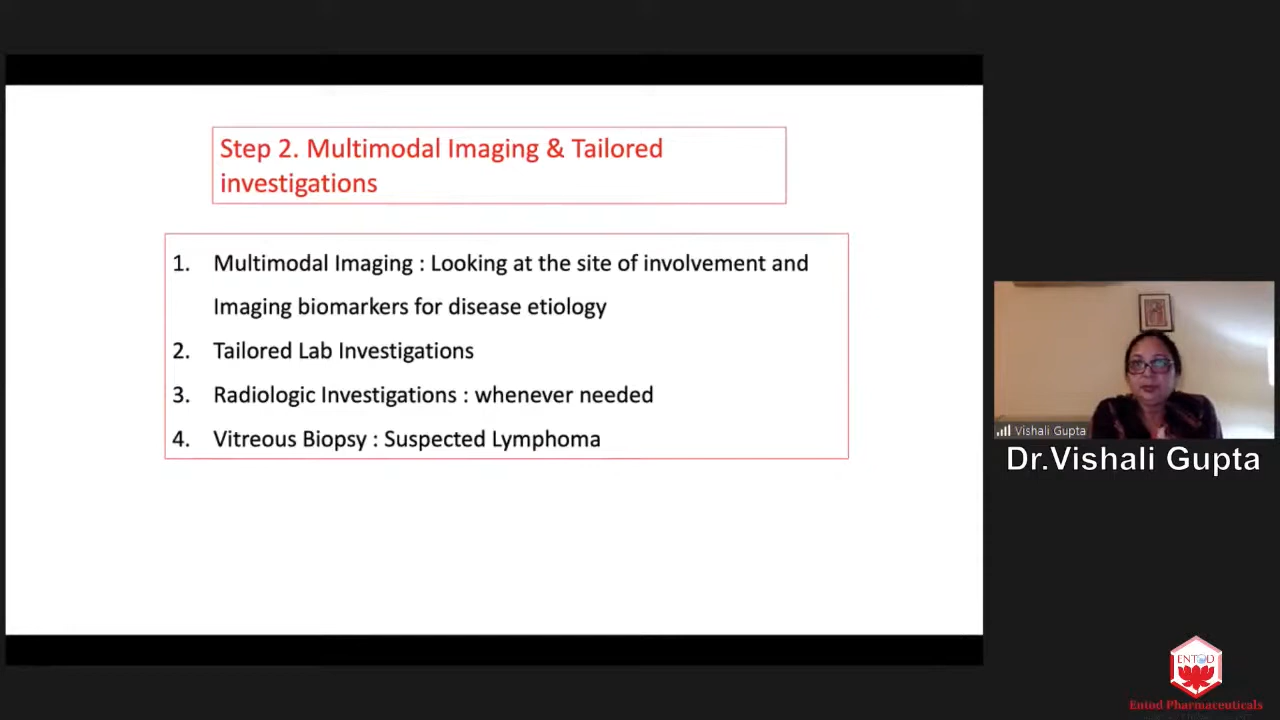 Step 2. Multimodal Imaging & Tailored
investigations
1. Multimodal Imaging : Looking at the site of involvement and
Imaging biomarkers for disease etiology
2. Tailored Lab Investigations
3. Radiologic Investigations : whenever needed
4. Vitreous Biopsy : Suspected Lymphoma
Vishali Gupta
Dr.Vishali Gupta
ENTOD
Entod Pharmaceuticals